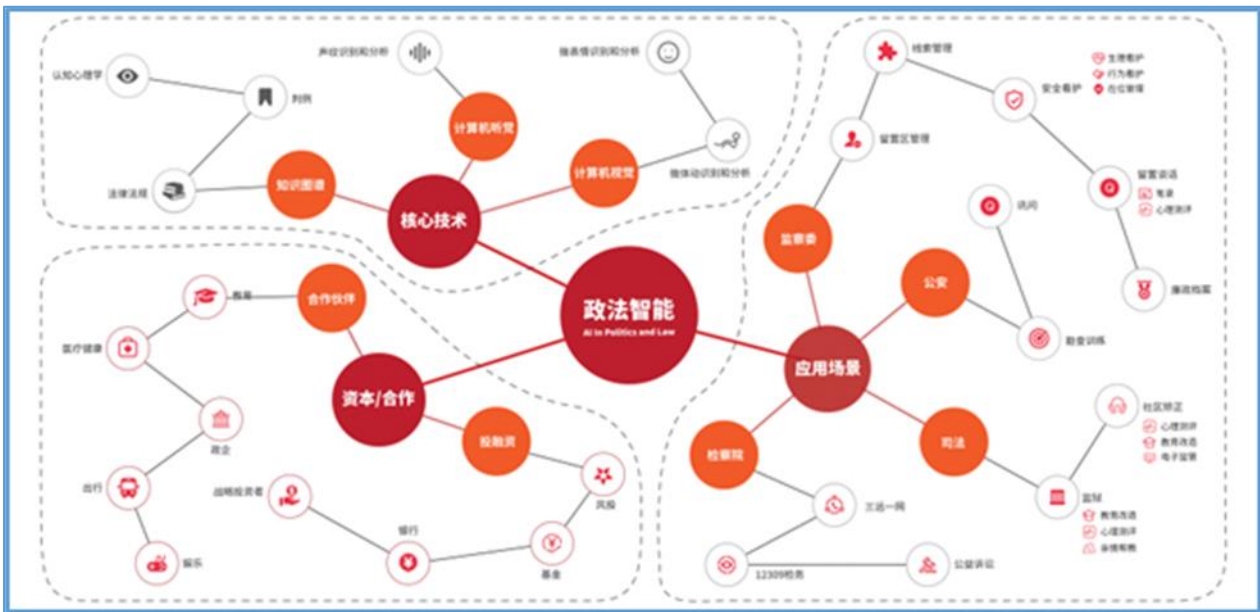 声纹识别和分析
微表情识别和分析
认知心理学
判例
计算机听觉
计算机视觉
微体动识别和分析
法律法规
知识图谱
核心技术
线索管理
生理看护
行为看护
在位管理
安全看护
留置区管理
留置谈话
笔录
心理测评
讯问
监察委
公安
廉政档案
勘查训练
政法智能
AI in Politics and Law
应用场景
教育
合作伙伴
医疗健康
资本/合作
政企
投融资
出行
战略投资者
风投
银行
基金
娱乐
检察院
司法
社区矫正
心理测评
教育改造
电子监管
监狱
教育改造
心理测评
亲情帮教
三远一网
12309检务
公益诉讼